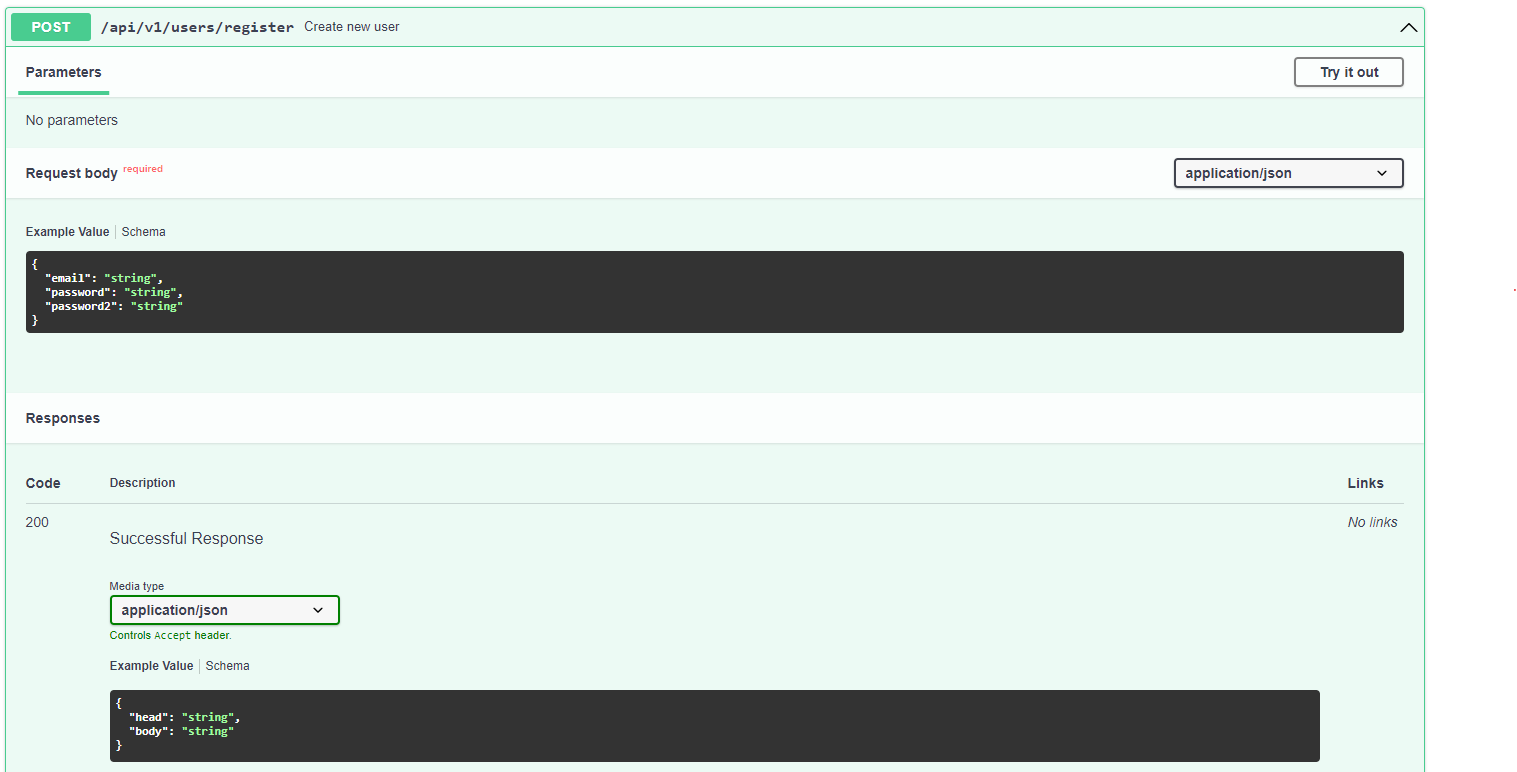 POST /api/v1/users/register Create new user
Parameters Try it out
No parameters
Request body required application/json
Example Value Schema
{
  "email": "string",
  "password": "string",
  "password2": "string"
}
Responses
Code Description Links
200 No links
Successful Response
Media type
application/json
Controls Accept header.
Example Value Schema
{
  "head": "string",
  "body": "string"
}